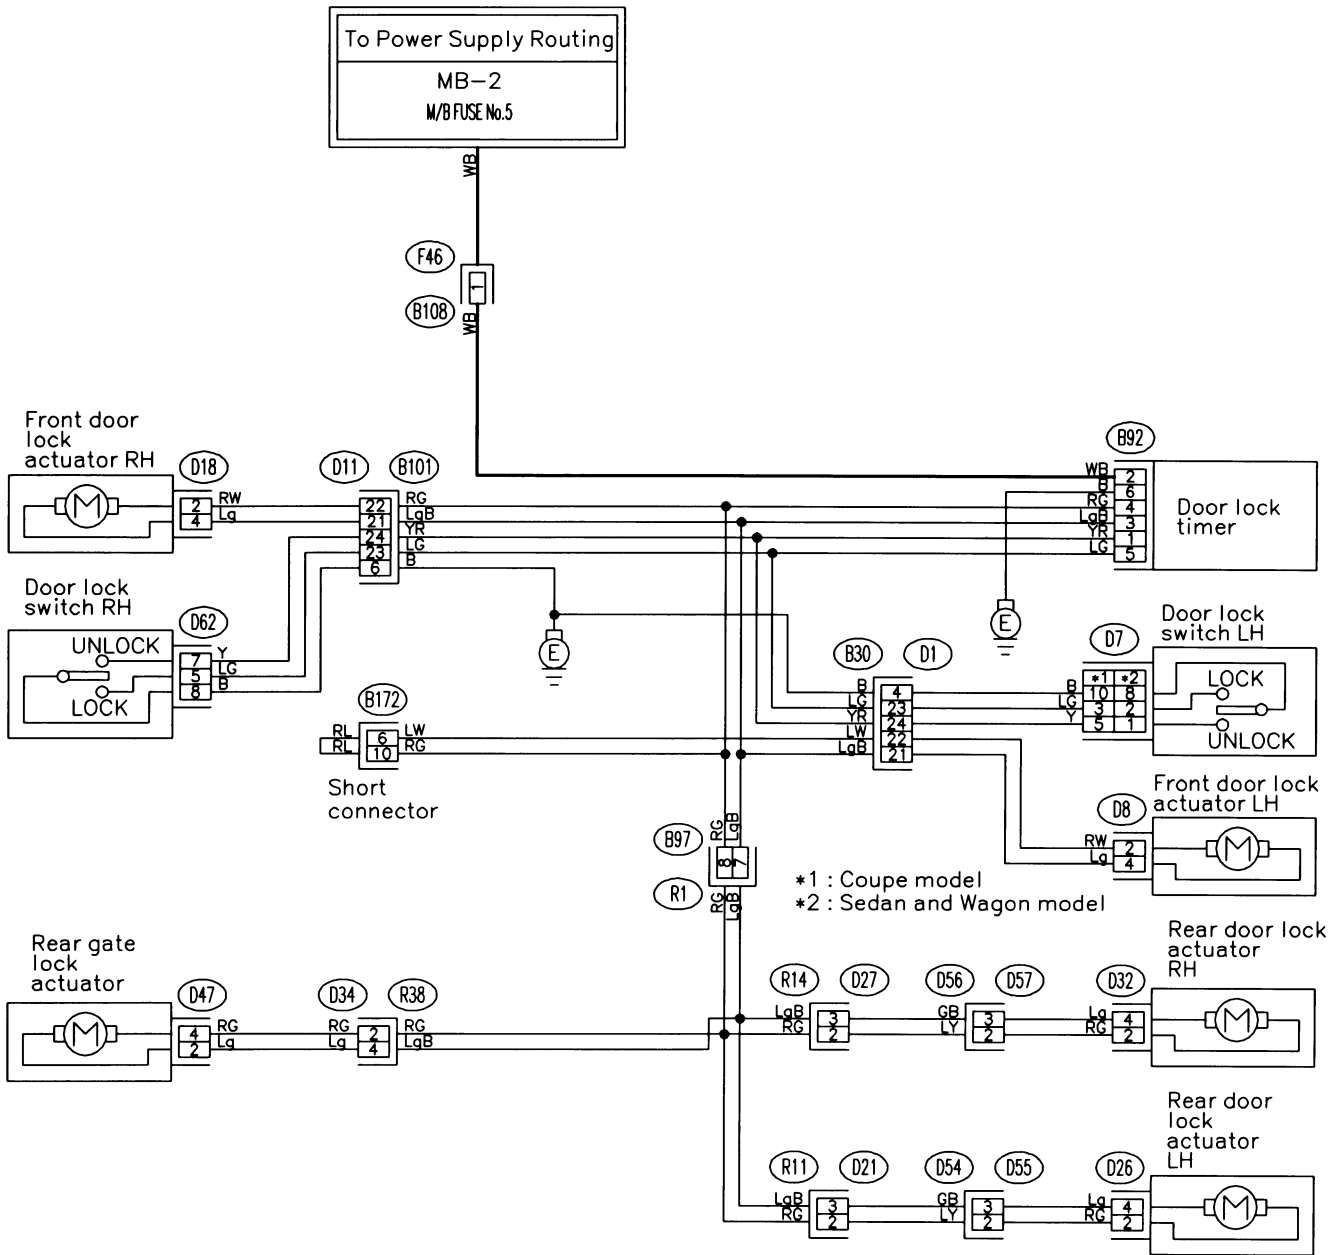 To Power Supply Routing
MB-2
M/B FUSE No.5
WB
F46
1
B108
WB
Front door
lock
actuator RH
D18
D11
B101
B92
2 RW 22 RG
4 Lg 21 LgB
24 YR
23 LG
6 B
WB 2
B 6
RG 4
LgB 3
YR 1
LG 5
Door lock
timer
M
Door lock
switch RH
D62
UNLOCK
LOCK
7 Y
5 LG
8 B
E
E
B30
D1
D7
Door lock
switch LH
*1 *2
B 4 B 10 8
LG 23 LG 3 2
YR 24 Y 5 1
LW 22
LgB 21
LOCK
UNLOCK
B172
RL 6 LW
RL 10 RG
Short
connector
Front door lock
actuator LH
D8
RW 2
Lg 4
M
B97
RG LgB
8 7
R1
RG LgB
*1 : Coupe model
*2 : Sedan and Wagon model
Rear gate
lock
actuator
D47
D34
R38
M
4 RG RG 2 RG
2 Lg Lg 4 LgB
Rear door lock
actuator
RH
R14
D27
D56
D57
D32
LgB 3 GB 3 Lg 4
RG 2 LY 2 RG 2
M
Rear door
lock
actuator
LH
R11
D21
D54
D55
D26
LgB 3 GB 3 Lg 4
RG 2 LY 2 RG 2
M